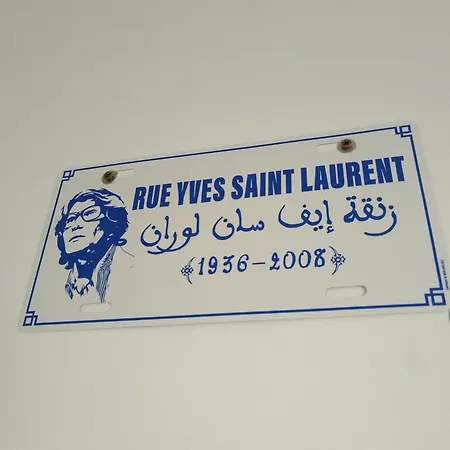 RUE YVES SAINT LAURENT
زنقة إيف سان لوران
1936-2008